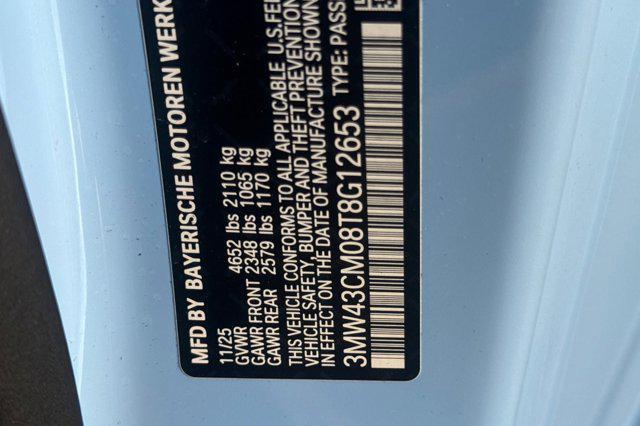 MFD BY BAYERISCHE MOTOREN WERK
11/25
GVWR 4652 lbs 2110 kg
GAWR FRONT 2348 lbs 1065 kg
GAWR REAR 2579 lbs 1170 kg
THIS VEHICLE CONFORMS TO ALL APPLICABLE U.S.FE
VEHICLE SAFETY, BUMPER AND THEFT PREVENTION
IN EFFECT ON THE DATE OF MANUFACTURE SHOWN
3MW43CM08T8G12653 TYPE: PASS